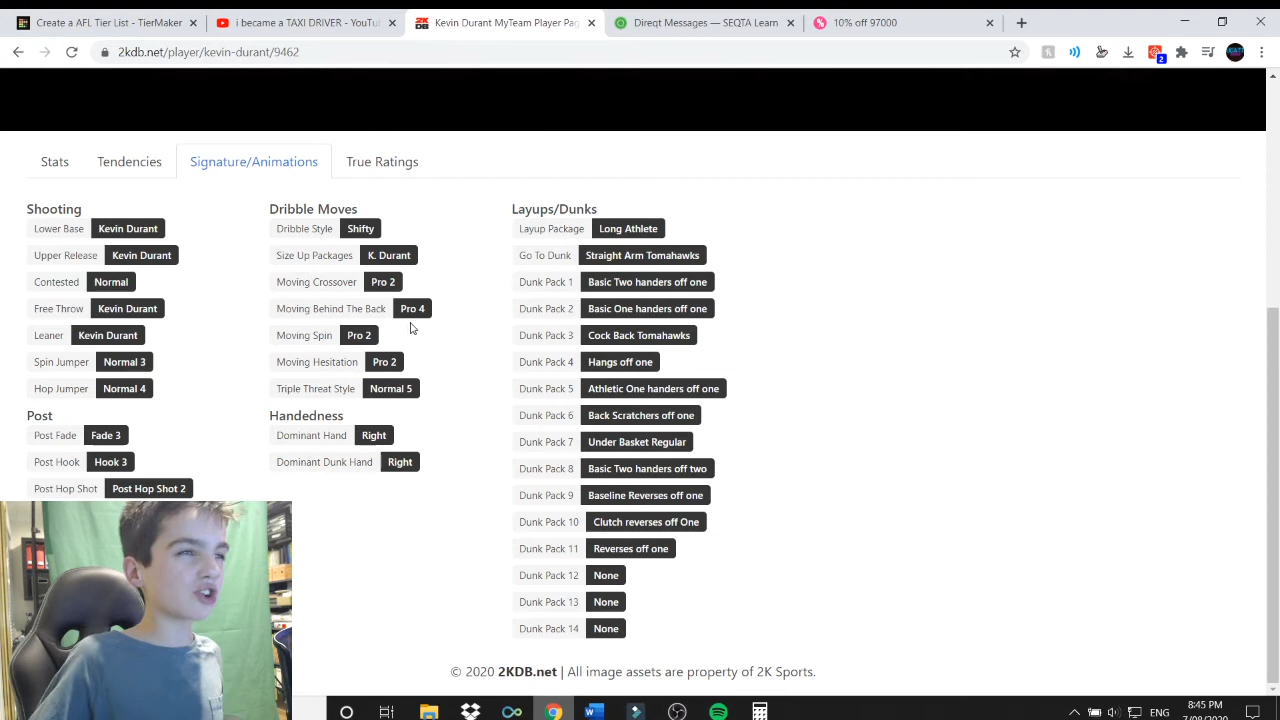 Create a AFL Tier List - TierMaker
i became a TAXI DRIVER - YouTu
Kevin Durant MyTeam Player Pag
Direqt Messages — SEQTA Learn
10% off 97000
2kdb.net/player/kevin-durant/9462
2
Stats Tendencies Signature/Animations True Ratings
Shooting
Lower Base Kevin Durant
Upper Release Kevin Durant
Contested Normal
Free Throw Kevin Durant
Leaner Kevin Durant
Spin Jumper Normal 3
Hop Jumper Normal 4
Post
Post Fade Fade 3
Post Hook Hook 3
Post Hop Shot Post Hop Shot 2
Dribble Moves
Dribble Style Shifty
Size Up Packages K. Durant
Moving Crossover Pro 2
Moving Behind The Back Pro 4
Moving Spin Pro 2
Moving Hesitation Pro 2
Triple Threat Style Normal 5
Handedness
Dominant Hand Right
Dominant Dunk Hand Right
Layups/Dunks
Layup Package Long Athlete
Go To Dunk Straight Arm Tomahawks
Dunk Pack 1 Basic Two handers off one
Dunk Pack 2 Basic One handers off one
Dunk Pack 3 Cock Back Tomahawks
Dunk Pack 4 Hangs off one
Dunk Pack 5 Athletic One handers off one
Dunk Pack 6 Back Scratchers off one
Dunk Pack 7 Under Basket Regular
Dunk Pack 8 Basic Two handers off two
Dunk Pack 9 Baseline Reverses off one
Dunk Pack 10 Clutch reverses off One
Dunk Pack 11 Reverses off one
Dunk Pack 12 None
Dunk Pack 13 None
Dunk Pack 14 None
© 2020 2KDB.net | All image assets are property of 2K Sports.
ENG
8:45 PM
7/08/2020